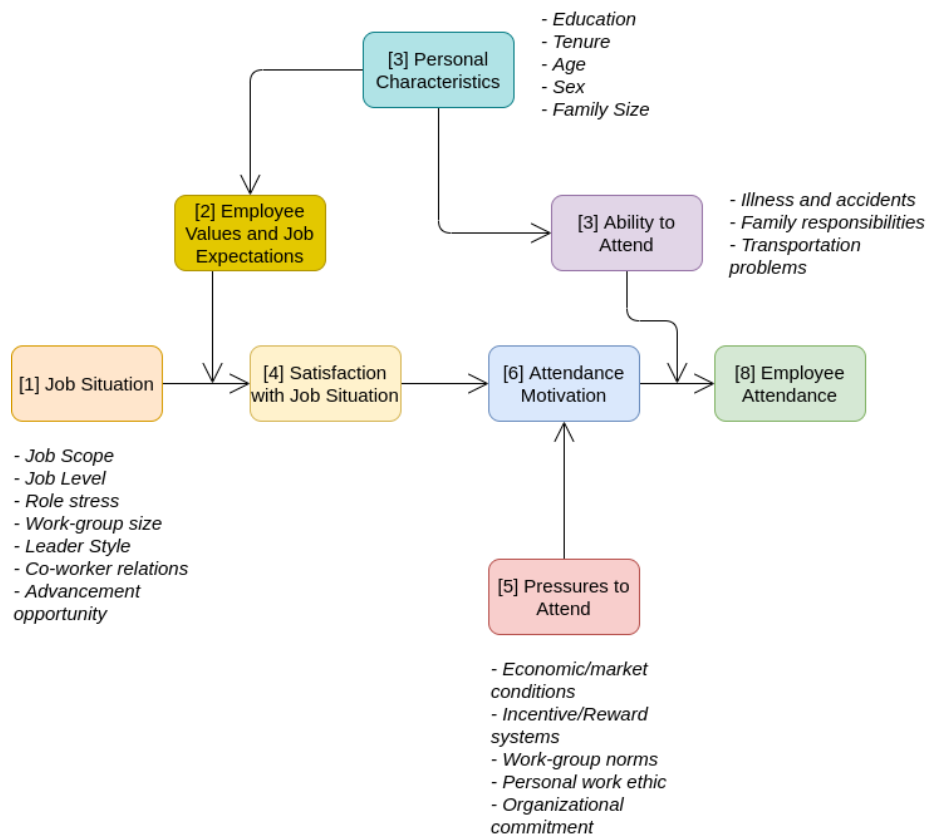 [3] Personal
Characteristics
- Education
- Tenure
- Age
- Sex
- Family Size
[2] Employee
Values and Job
Expectations
[3] Ability to
Attend
- Illness and accidents
- Family responsibilities
- Transportation
problems
[1] Job Situation
[4] Satisfaction
with Job Situation
[6] Attendance
Motivation
[8] Employee
Attendance
- Job Scope
- Job Level
- Role stress
- Work-group size
- Leader Style
- Co-worker relations
- Advancement
opportunity
[5] Pressures to
Attend
- Economic/market
conditions
- Incentive/Reward
systems
- Work-group norms
- Personal work ethic
- Organizational
commitment